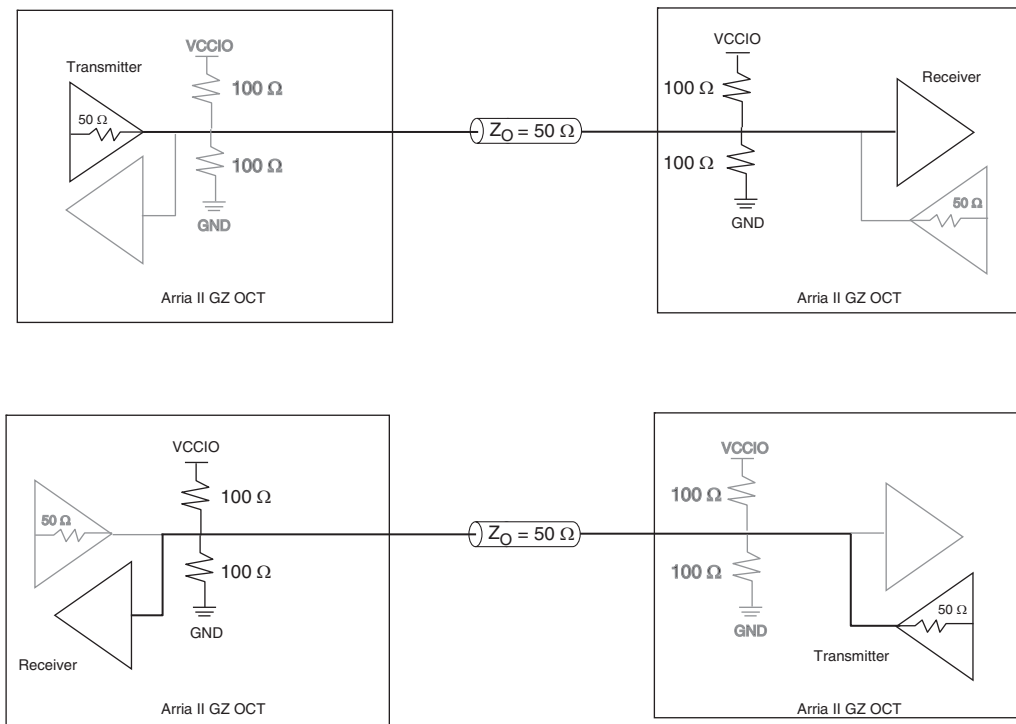 VCCIO
Transmitter
100 Ω
50 Ω
100 Ω
GND
Arria II GZ OCT
ZO = 50 Ω
VCCIO
100 Ω
100 Ω
GND
Receiver
50 Ω
Arria II GZ OCT
VCCIO
100 Ω
50 Ω
100 Ω
GND
Receiver
Arria II GZ OCT
ZO = 50 Ω
VCCIO
100 Ω
100 Ω
GND
50 Ω
Transmitter
Arria II GZ OCT